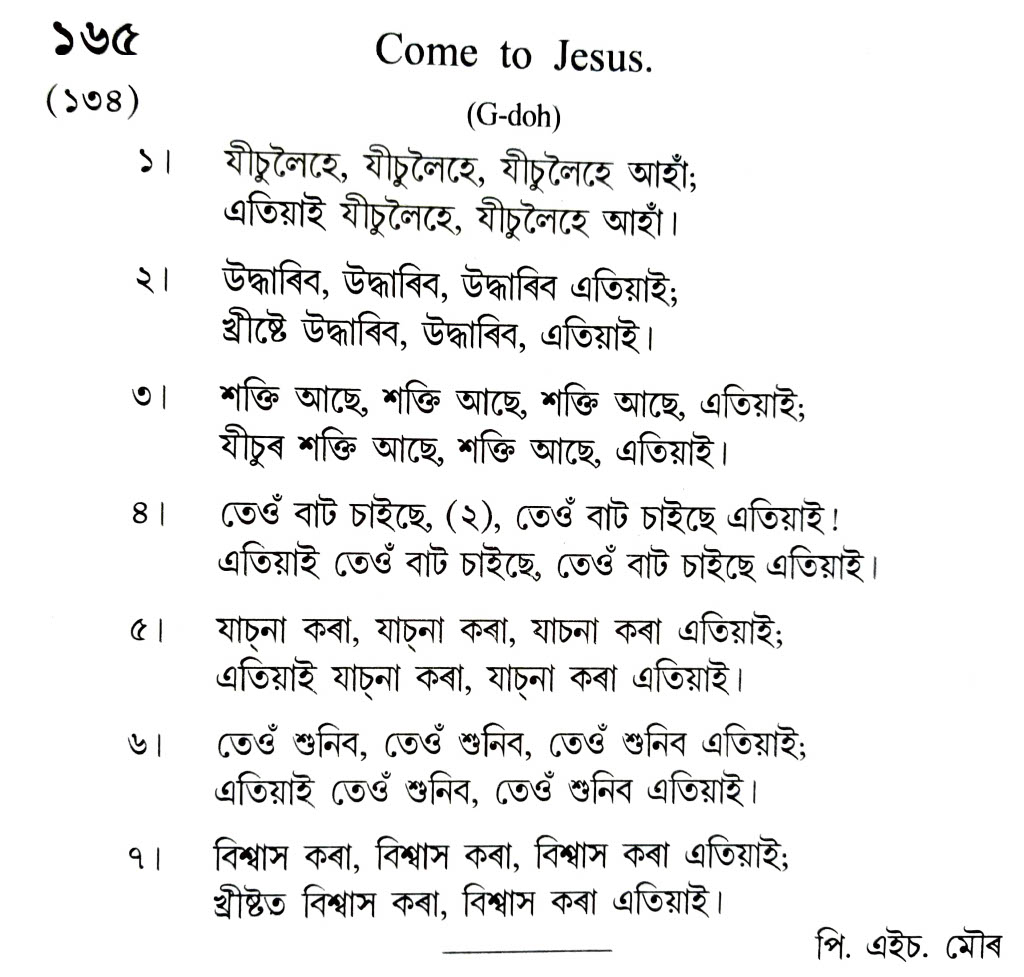 ১৬৫ Come to Jesus.
(১৩৪) (G-doh)
১। যীচুলৈহে, যীচুলৈহে, যীচুলৈহে আহাঁ;
এতিয়াই যীচুলৈহে, যীচুলৈহে আহাঁ।
২। উদ্ধাৰিব, উদ্ধাৰিব, উদ্ধাৰিব এতিয়াই;
খ্ৰীষ্টে উদ্ধাৰিব, উদ্ধাৰিব, এতিয়াই।
৩। শক্তি আছে, শক্তি আছে, শক্তি আছে, এতিয়াই;
যীচুৰ শক্তি আছে, শক্তি আছে, এতিয়াই।
৪। তেওঁ বাট চাইছে, (২), তেওঁ বাট চাইছে এতিয়াই!
এতিয়াই তেওঁ বাট চাইছে, তেওঁ বাট চাইছে এতিয়াই।
৫। যাচ্‌না কৰা, যাচ্‌না কৰা, যাচনা কৰা এতিয়াই;
এতিয়াই যাচ্‌না কৰা, যাচ্‌না কৰা এতিয়াই।
৬। তেওঁ শুনিব, তেওঁ শুনিব, তেওঁ শুনিব এতিয়াই;
এতিয়াই তেওঁ শুনিব, তেওঁ শুনিব এতিয়াই।
৭। বিশ্বাস কৰা, বিশ্বাস কৰা, বিশ্বাস কৰা এতিয়াই;
খ্ৰীষ্টত বিশ্বাস কৰা, বিশ্বাস কৰা এতিয়াই।
পি. এইচ. মৌৰ